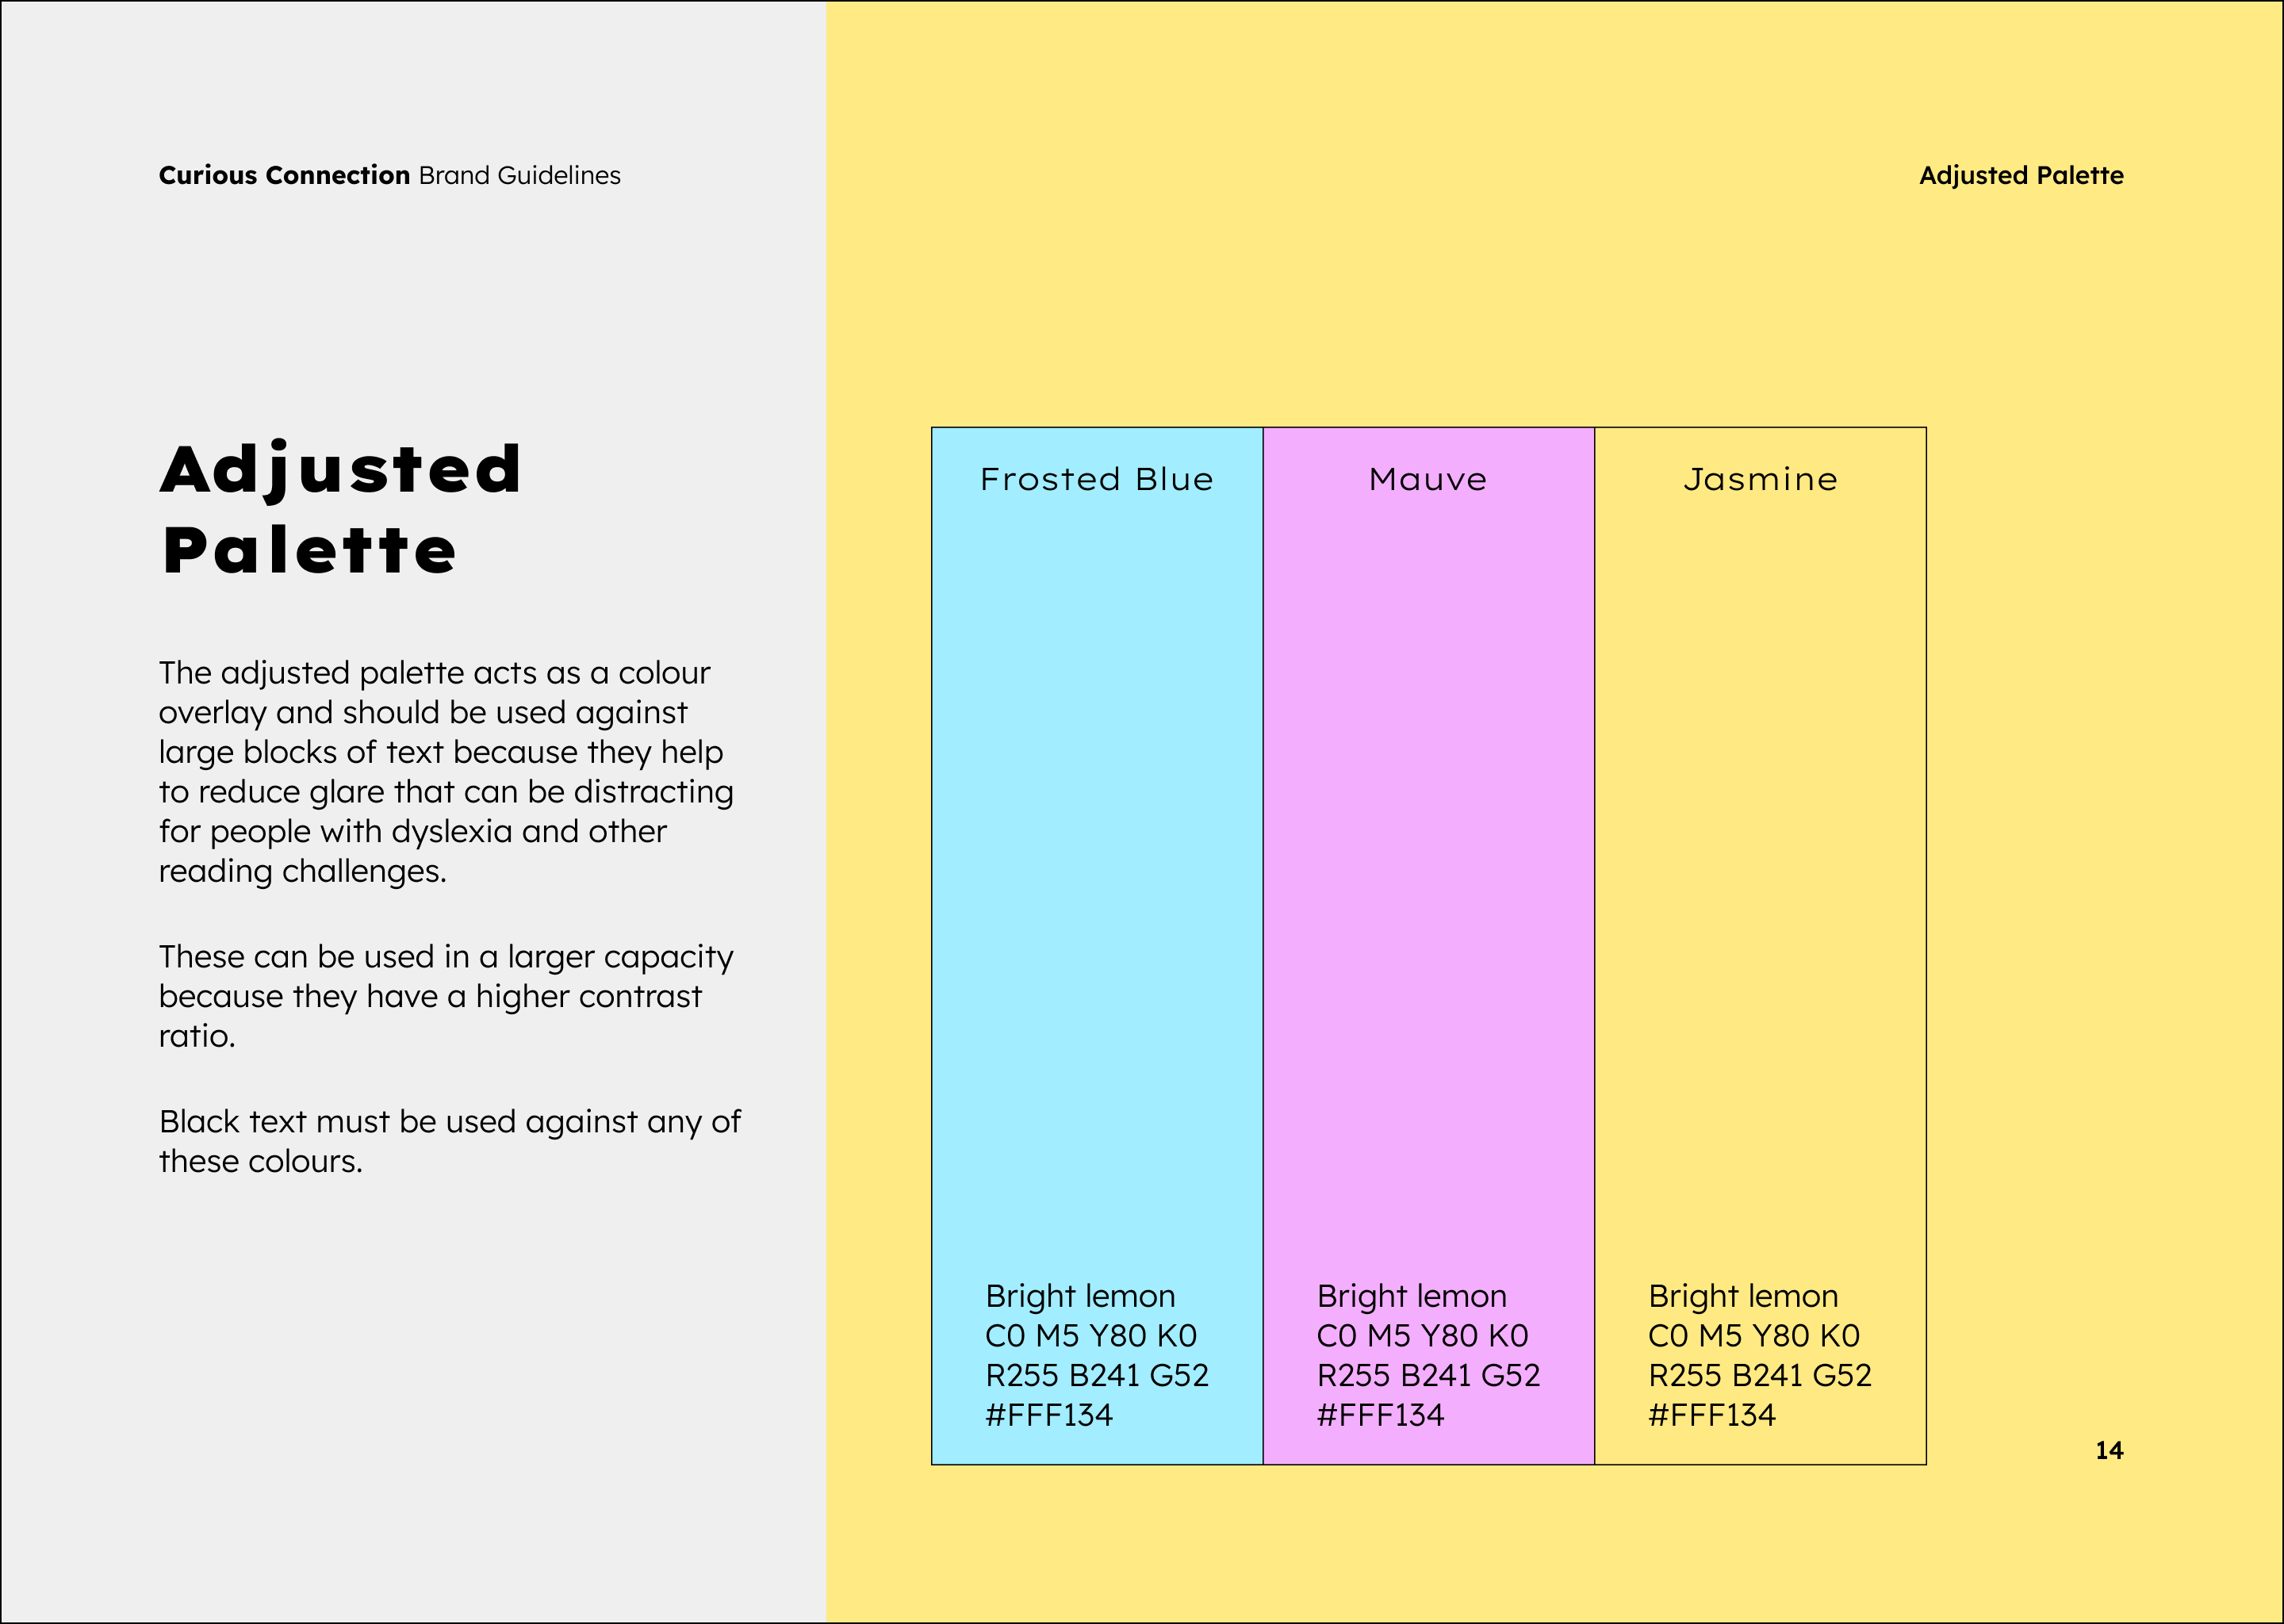 Curious Connection Brand Guidelines
Adjusted Palette
Adjusted
Palette
The adjusted palette acts as a colour
overlay and should be used against
large blocks of text because they help
to reduce glare that can be distracting
for people with dyslexia and other
reading challenges.
These can be used in a larger capacity
because they have a higher contrast
ratio.
Black text must be used against any of
these colours.
Frosted Blue
Bright lemon
C0 M5 Y80 K0
R255 B241 G52
#FFF134
Mauve
Bright lemon
C0 M5 Y80 K0
R255 B241 G52
#FFF134
Jasmine
Bright lemon
C0 M5 Y80 K0
R255 B241 G52
#FFF134
14